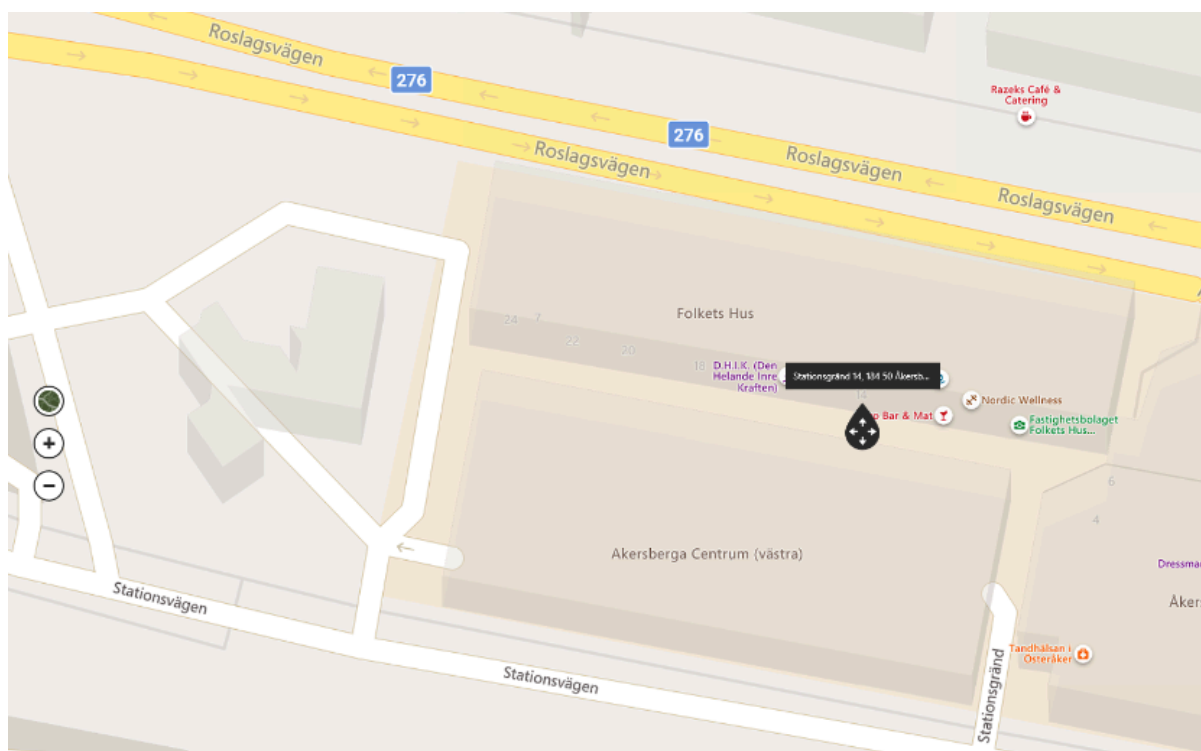 Roslagsvägen
276
Razeks Café &
Catering
276
Roslagsvägen
Roslagsvägen
Roslagsvägen
Folkets Hus
24
7
22
20
18
D.H.I.K. (Den
Helande Inre
Kraften)
Stationsgränd 14, 184 50 Åkersb...
14
Nordic Wellness
Bar & Mat
Fastighetsbolaget
Folkets Hus...
6
4
Akersberga Centrum (västra)
Dressma
Åker
Stationsvägen
Tandhälsan i
Österåker
Stationsvägen
Stationsgränd